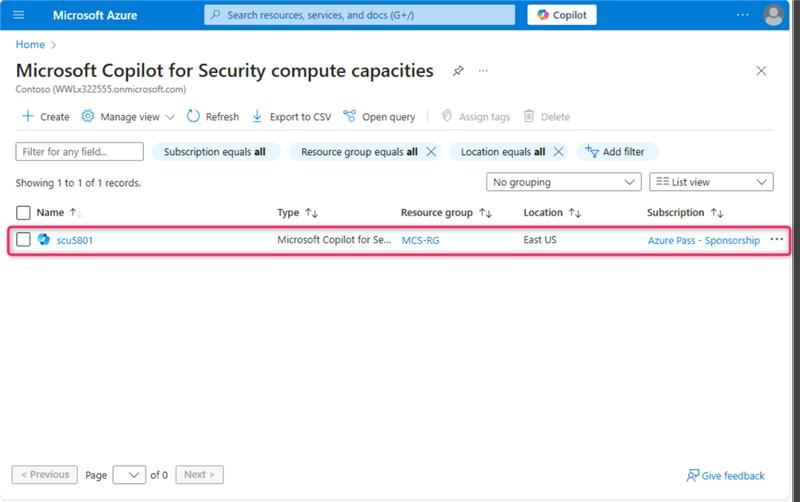 Microsoft Azure
Search resources, services, and docs (G+/)
Copilot
...
Home >
Microsoft Copilot for Security compute capacities
...
Contoso (WWLx322555.onmicrosoft.com)
Create
Manage view
Refresh
Export to CSV
Open query
Assign tags
Delete
Filter for any field...
Subscription equals all
Resource group equals all
Location equals all
Add filter
Showing 1 to 1 of 1 records.
No grouping
List view
Name Type Resource group Location Subscription
scu5801 Microsoft Copilot for Se... MCS-RG East US Azure Pass - Sponsorship ...
< Previous Page of 0 Next >
Give feedback